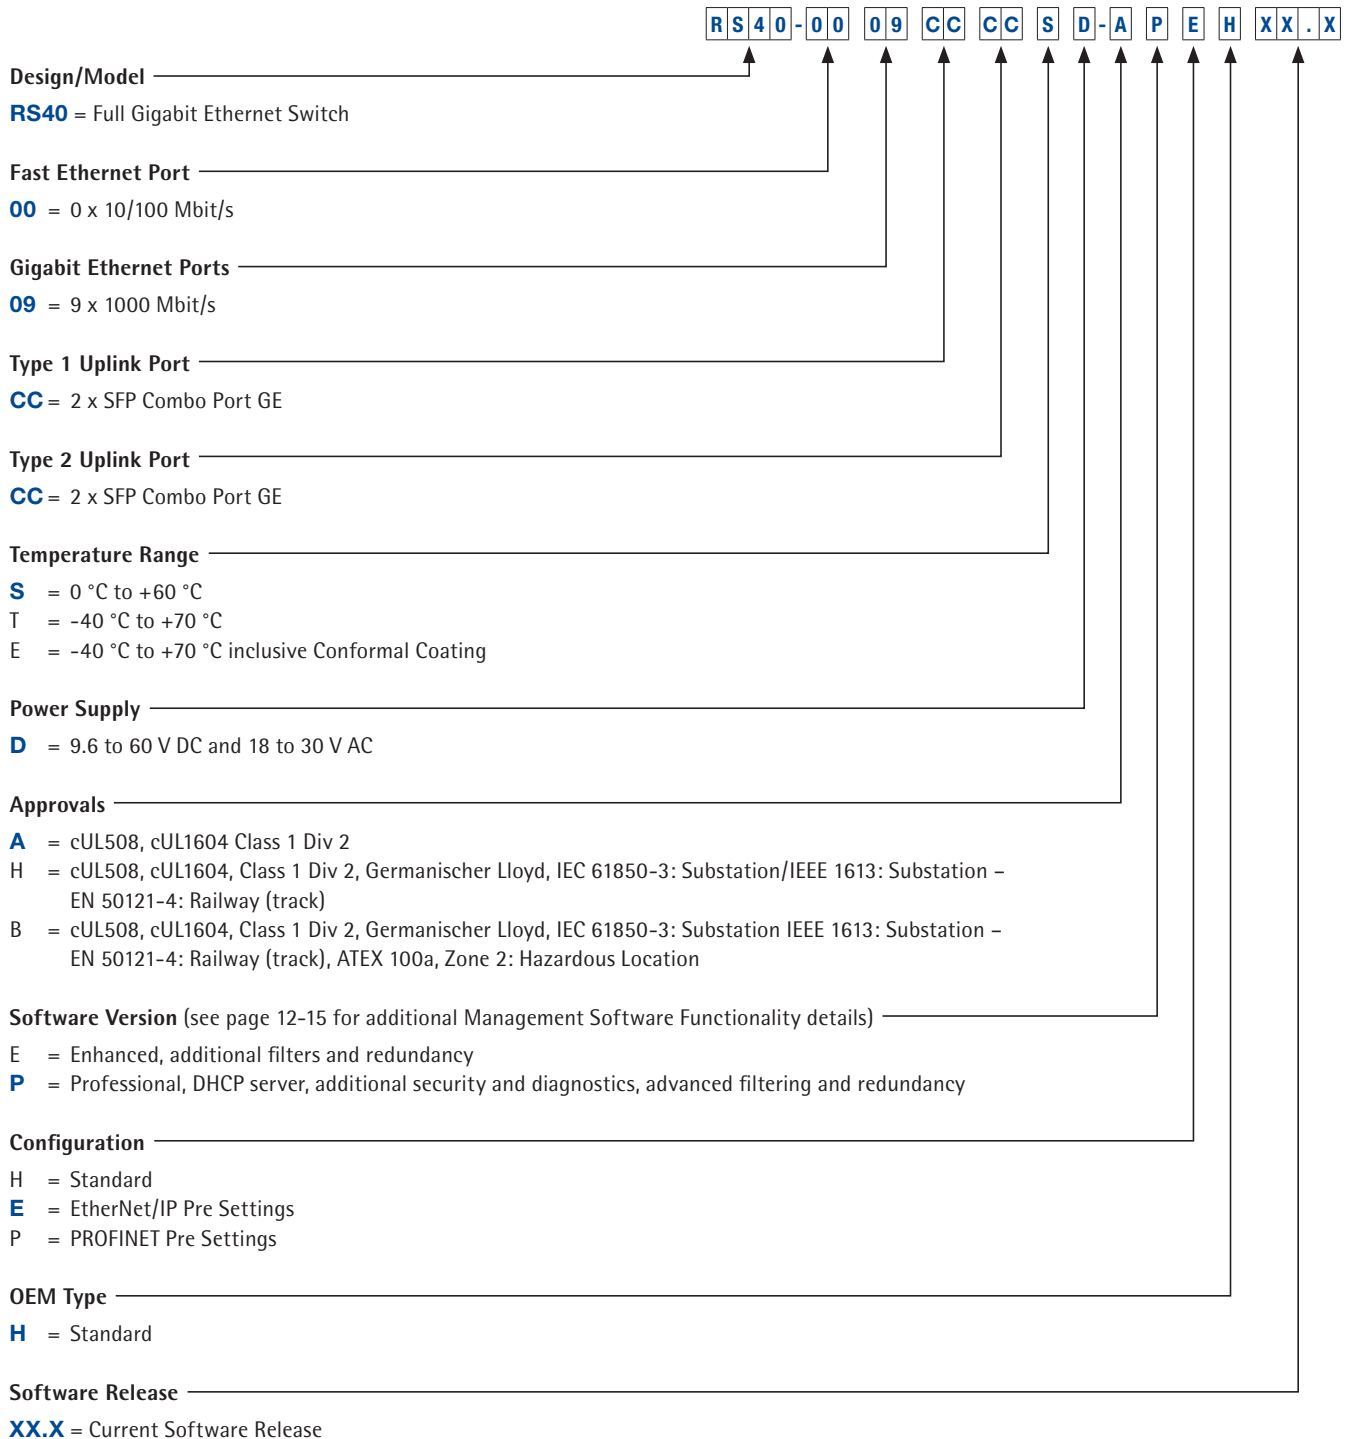 RS40-00 09 CC CC S D-A P E H XX.X
Design/Model
RS40 = Full Gigabit Ethernet Switch
Fast Ethernet Port
00 = 0 x 10/100 Mbit/s
Gigabit Ethernet Ports
09 = 9 x 1000 Mbit/s
Type 1 Uplink Port
CC = 2 x SFP Combo Port GE
Type 2 Uplink Port
CC = 2 x SFP Combo Port GE
Temperature Range
S = 0 °C to +60 °C
T = -40 °C to +70 °C
E = -40 °C to +70 °C inclusive Conformal Coating
Power Supply
D = 9.6 to 60 V DC and 18 to 30 V AC
Approvals
A = cUL508, cUL1604 Class 1 Div 2
H = cUL508, cUL1604, Class 1 Div 2, Germanischer Lloyd, IEC 61850-3: Substation/IEEE 1613: Substation –
EN 50121-4: Railway (track)
B = cUL508, cUL1604, Class 1 Div 2, Germanischer Lloyd, IEC 61850-3: Substation IEEE 1613: Substation –
EN 50121-4: Railway (track), ATEX 100a, Zone 2: Hazardous Location
Software Version (see page 12-15 for additional Management Software Functionality details)
E = Enhanced, additional filters and redundancy
P = Professional, DHCP server, additional security and diagnostics, advanced filtering and redundancy
Configuration
H = Standard
E = EtherNet/IP Pre Settings
P = PROFINET Pre Settings
OEM Type
H = Standard
Software Release
XX.X = Current Software Release